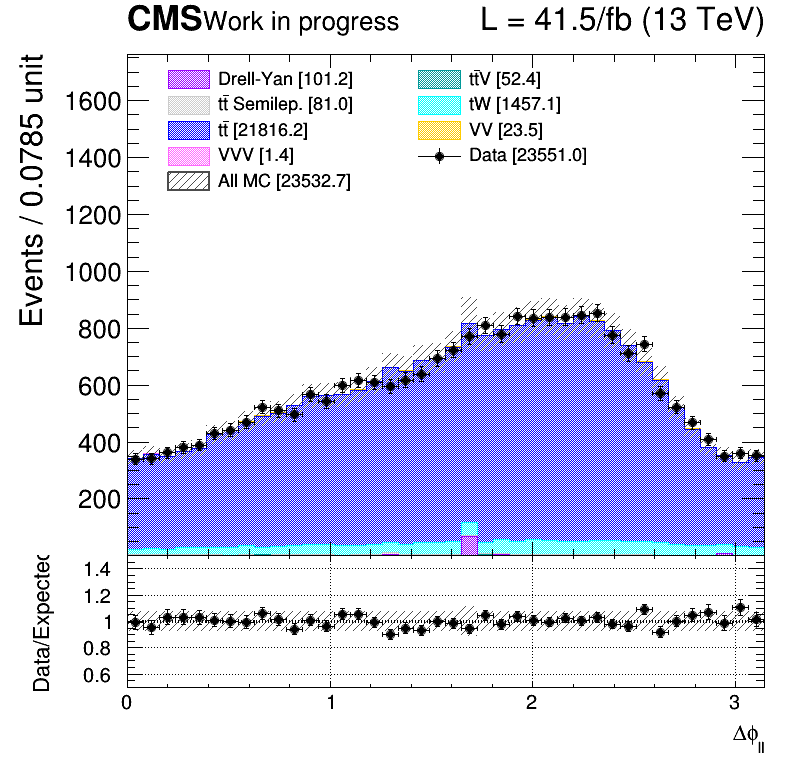 CMS Work in progress L = 41.5/fb (13 TeV)
Events / 0.0785 unit
1600
1400
1200
1000
800
600
400
200
Drell-Yan [101.2]
tt̄ Semilep. [81.0]
tt̄ [21816.2]
VVV [1.4]
All MC [23532.7]
tt̄V [52.4]
tW [1457.1]
VV [23.5]
Data [23551.0]
Data/Expected
1.4
1.2
1
0.8
0.6
0 1 2 3
Δϕll